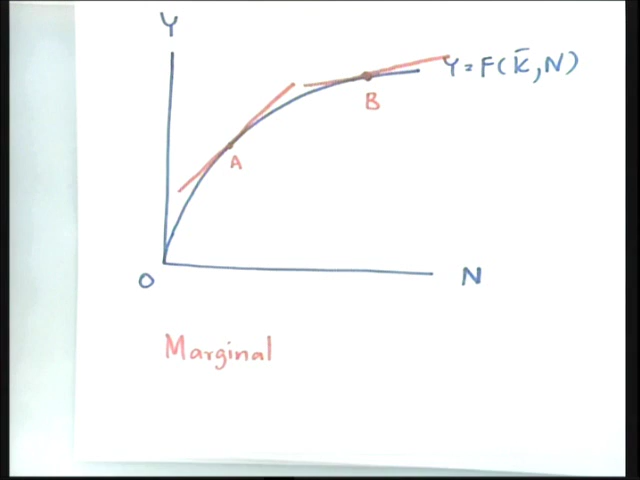 Y
Y = F(K̄, N)
B
A
O
N
Marginal